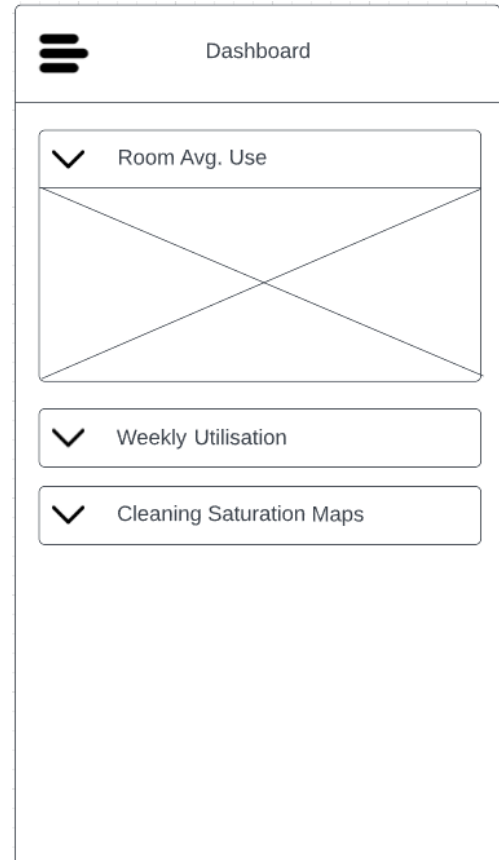 Dashboard
Room Avg. Use
Weekly Utilisation
Cleaning Saturation Maps